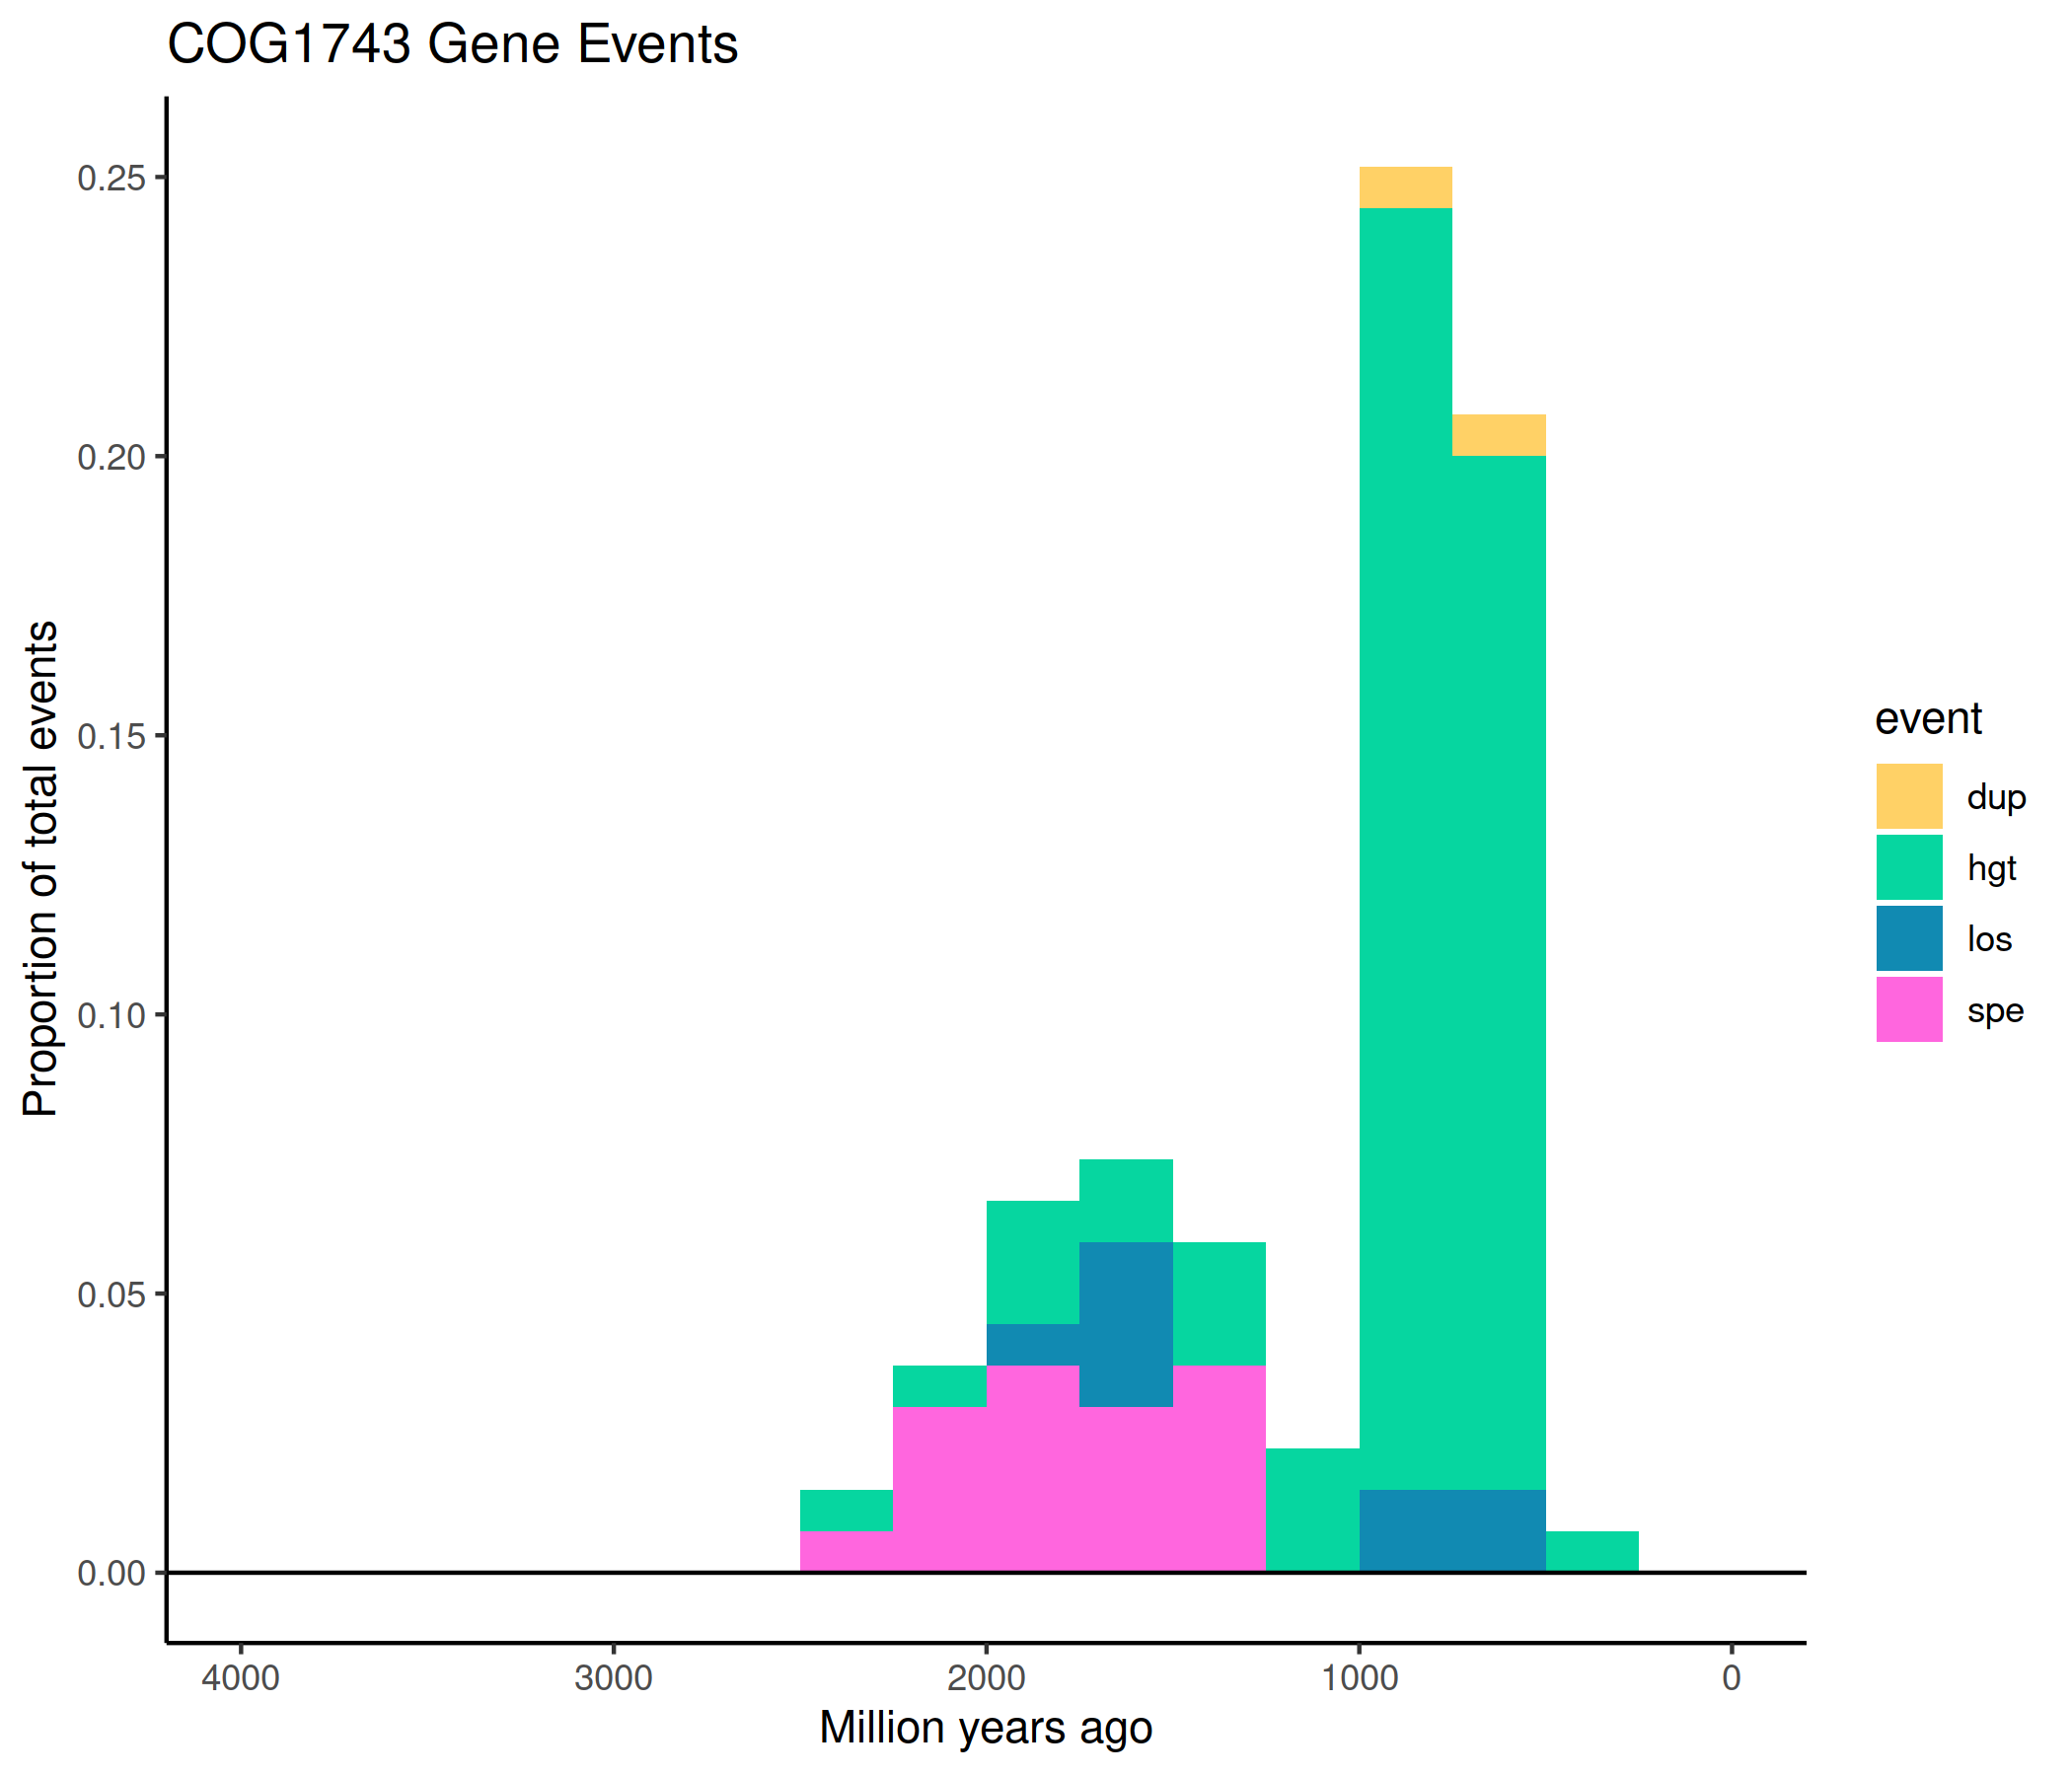 COG1743 Gene Events
Proportion of total events
0.25
0.20
0.15
0.10
0.05
0.00
4000 3000 2000 1000 0
Million years ago
event
dup
hgt
los
spe